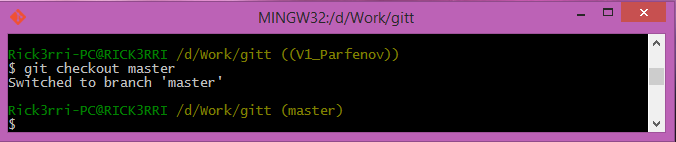 MINGW32:/d/Work/gitt
Rick3rri-PC@RICK3RRI /d/Work/gitt ((V1_Parfenov))
$ git checkout master
Switched to branch 'master'
Rick3rri-PC@RICK3RRI /d/Work/gitt (master)
$